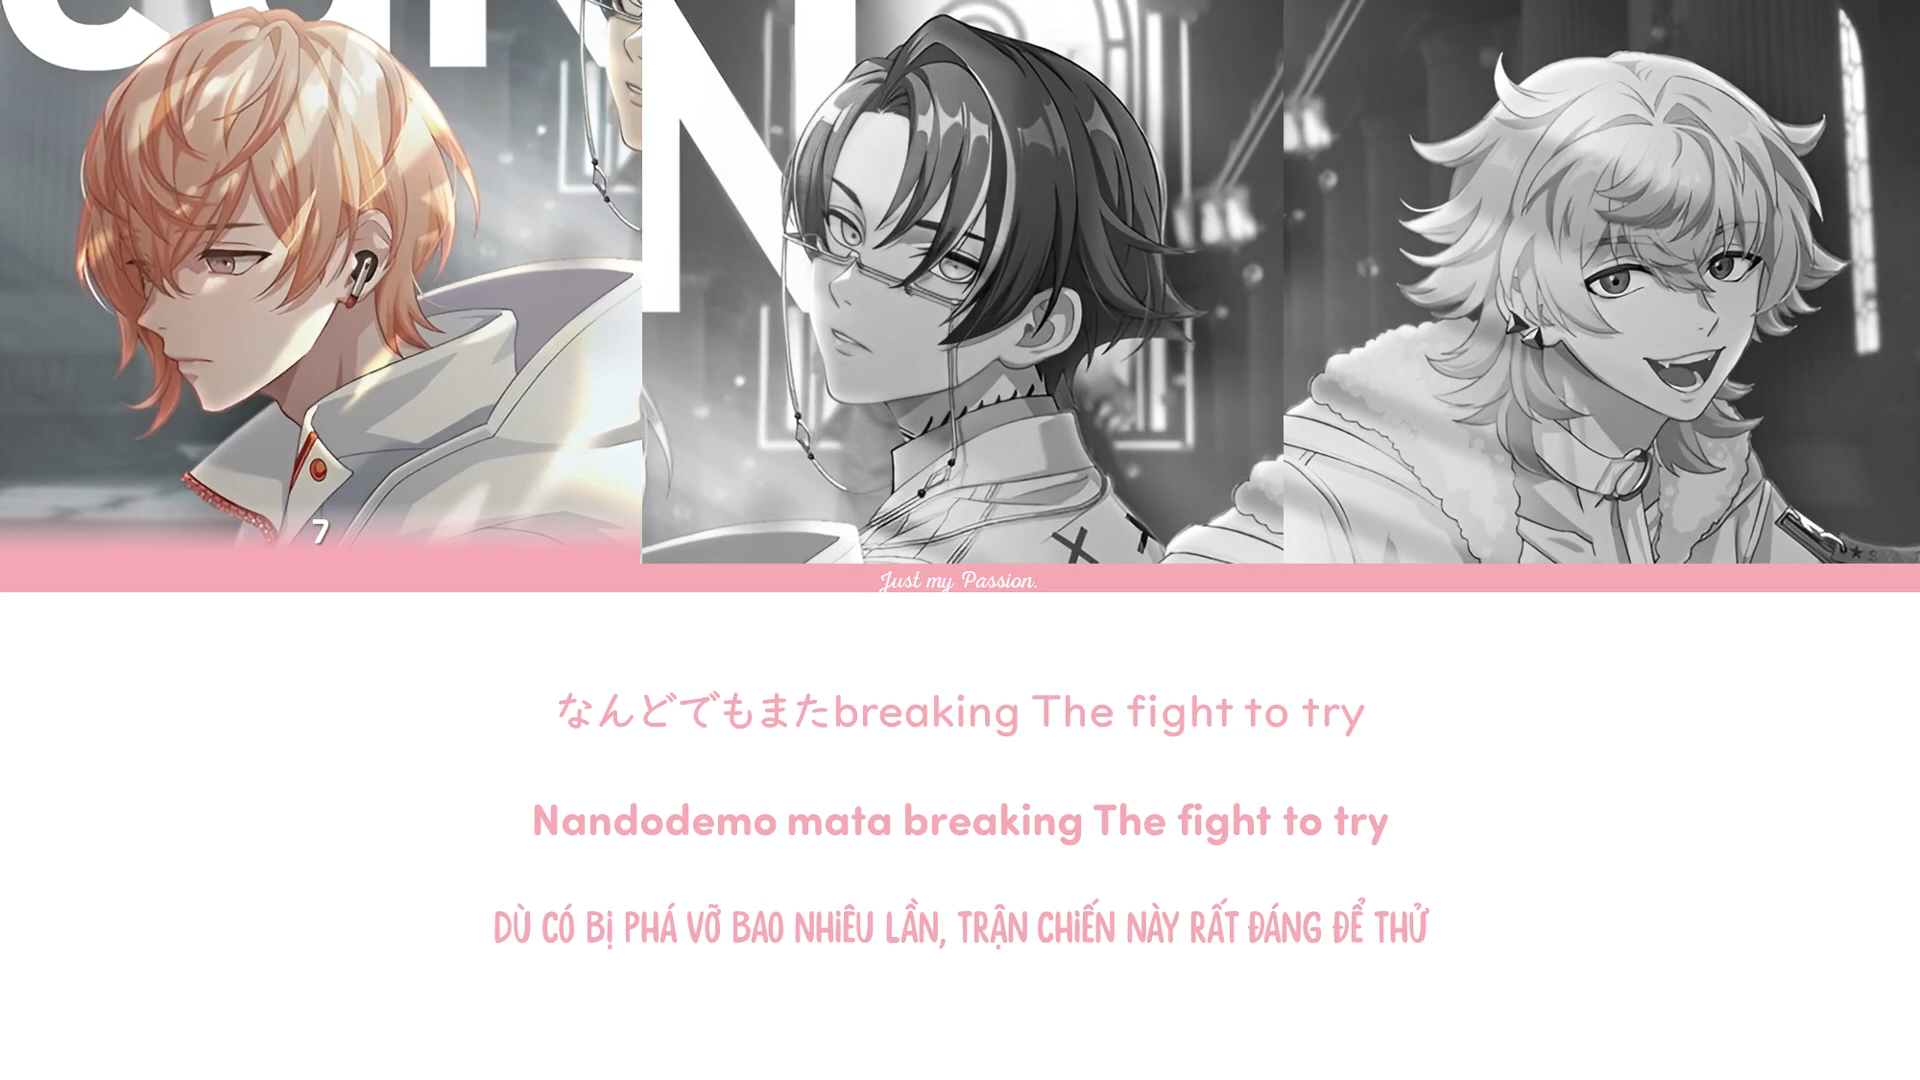 7
Just my Passion.
なんどでもまたbreaking The fight to try
Nandodemo mata breaking The fight to try
DÙ CÓ BỊ PHÁ VỠ BAO NHIÊU LẦN, TRẬN CHIẾN NÀY RẤT ĐÁNG ĐỂ THỬ